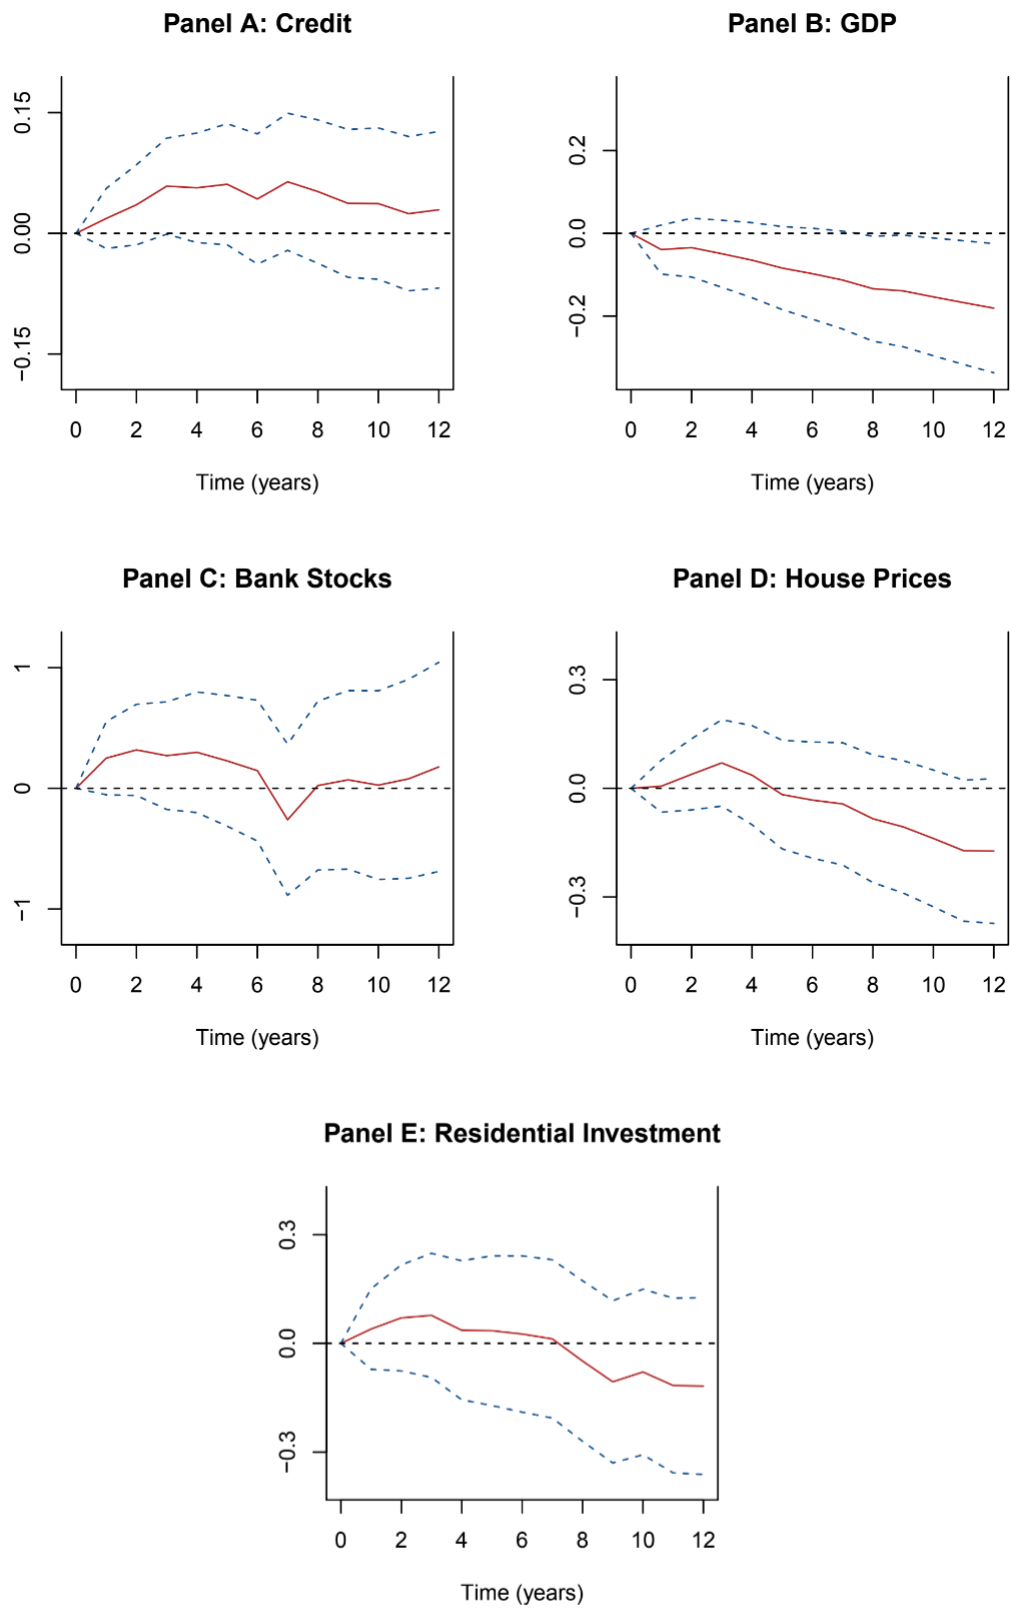 Panel A: Credit
0.15
0.00
−0.15
0 2 4 6 8 10 12
Time (years)
Panel B: GDP
0.2
0.0
−0.2
0 2 4 6 8 10 12
Time (years)
Panel C: Bank Stocks
1
0
−1
0 2 4 6 8 10 12
Time (years)
Panel D: House Prices
0.3
0.0
−0.3
0 2 4 6 8 10 12
Time (years)
Panel E: Residential Investment
0.3
0.0
−0.3
0 2 4 6 8 10 12
Time (years)